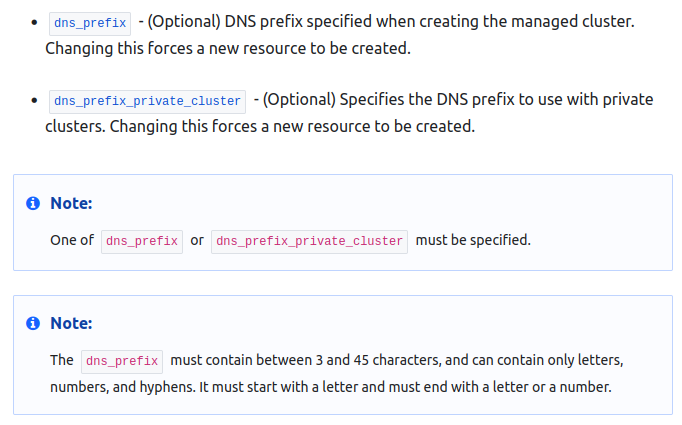 dns_prefix - (Optional) DNS prefix specified when creating the managed cluster.
Changing this forces a new resource to be created.
dns_prefix_private_cluster - (Optional) Specifies the DNS prefix to use with private
clusters. Changing this forces a new resource to be created.
Note:
One of dns_prefix or dns_prefix_private_cluster must be specified.
Note:
The dns_prefix must contain between 3 and 45 characters, and can contain only letters,
numbers, and hyphens. It must start with a letter and must end with a letter or a number.